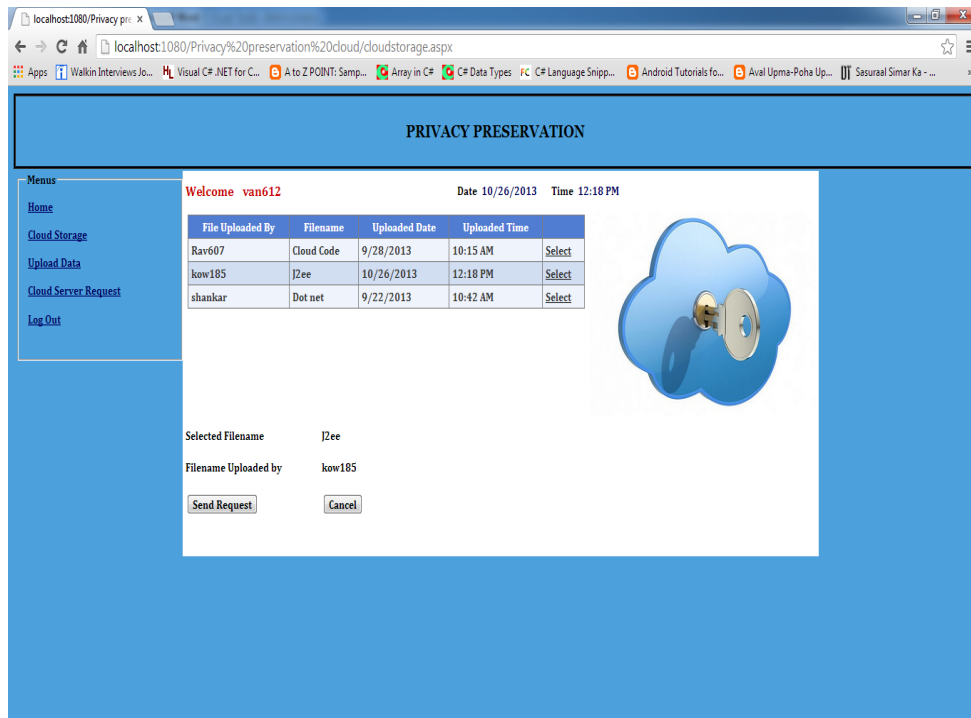 localhost:1080/Privacy pre
localhost:1080/Privacy%20preservation%20cloud/cloudstorage.aspx
Apps Walkin Interviews Jo... Visual C# .NET for C... A to Z POINT: Samp... Array in C# C# Data Types FC C# Language Snipp... Android Tutorials fo... Aval Upma-Poha Up... Sasuraal Simar Ka - ...
PRIVACY PRESERVATION
Menus
Home
Cloud Storage
Upload Data
Cloud Server Request
Log Out
Welcome van612 Date 10/26/2013 Time 12:18 PM
File Uploaded By Filename Uploaded Date Uploaded Time
Rav607 Cloud Code 9/28/2013 10:15 AM Select
kow185 J2ee 10/26/2013 12:18 PM Select
shankar Dot net 9/22/2013 10:42 AM Select
Selected Filename J2ee
Filename Uploaded by kow185
Send Request Cancel